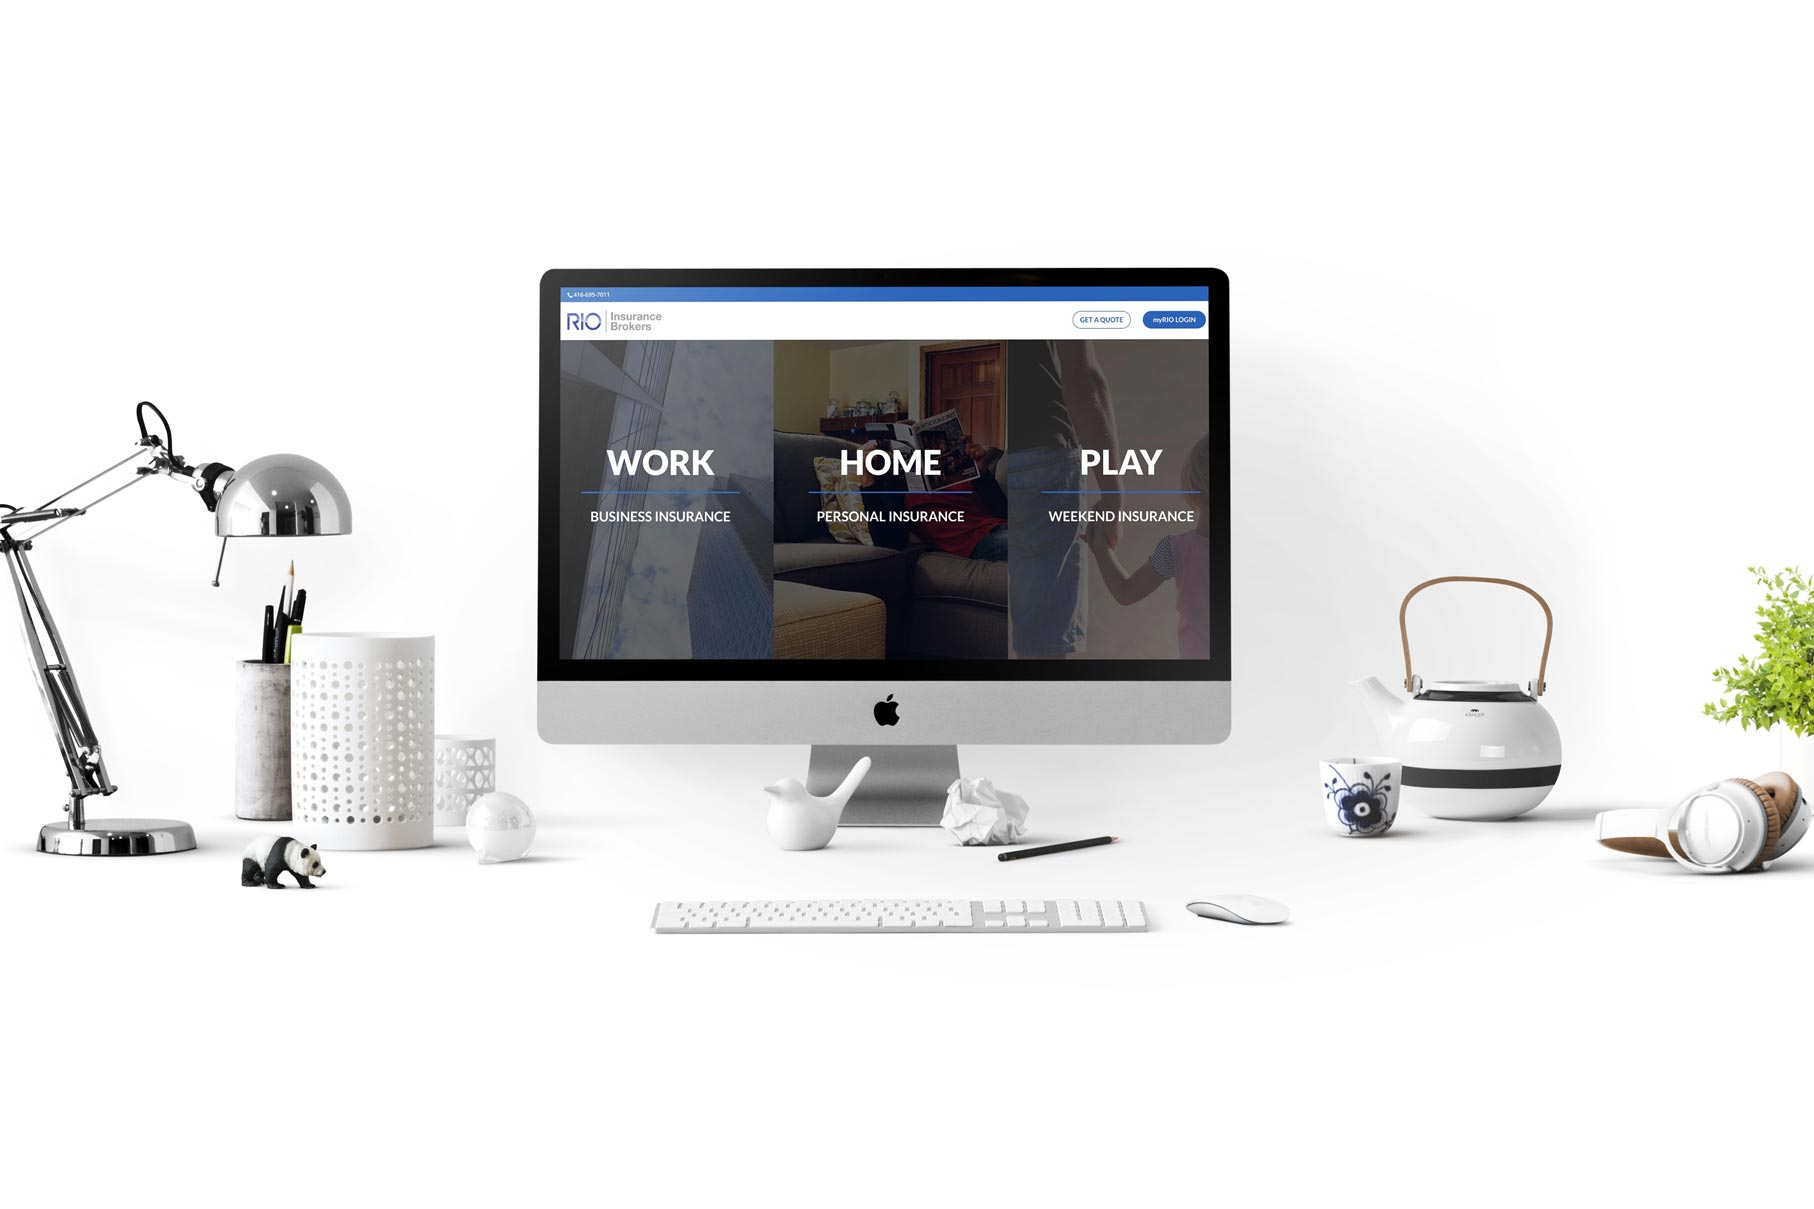 416-695-7011
RIO
Insurance
Brokers
GET A QUOTE
myRIO LOGIN
WORK
BUSINESS INSURANCE
HOME
PERSONAL INSURANCE
PLAY
WEEKEND INSURANCE
KÄHLER